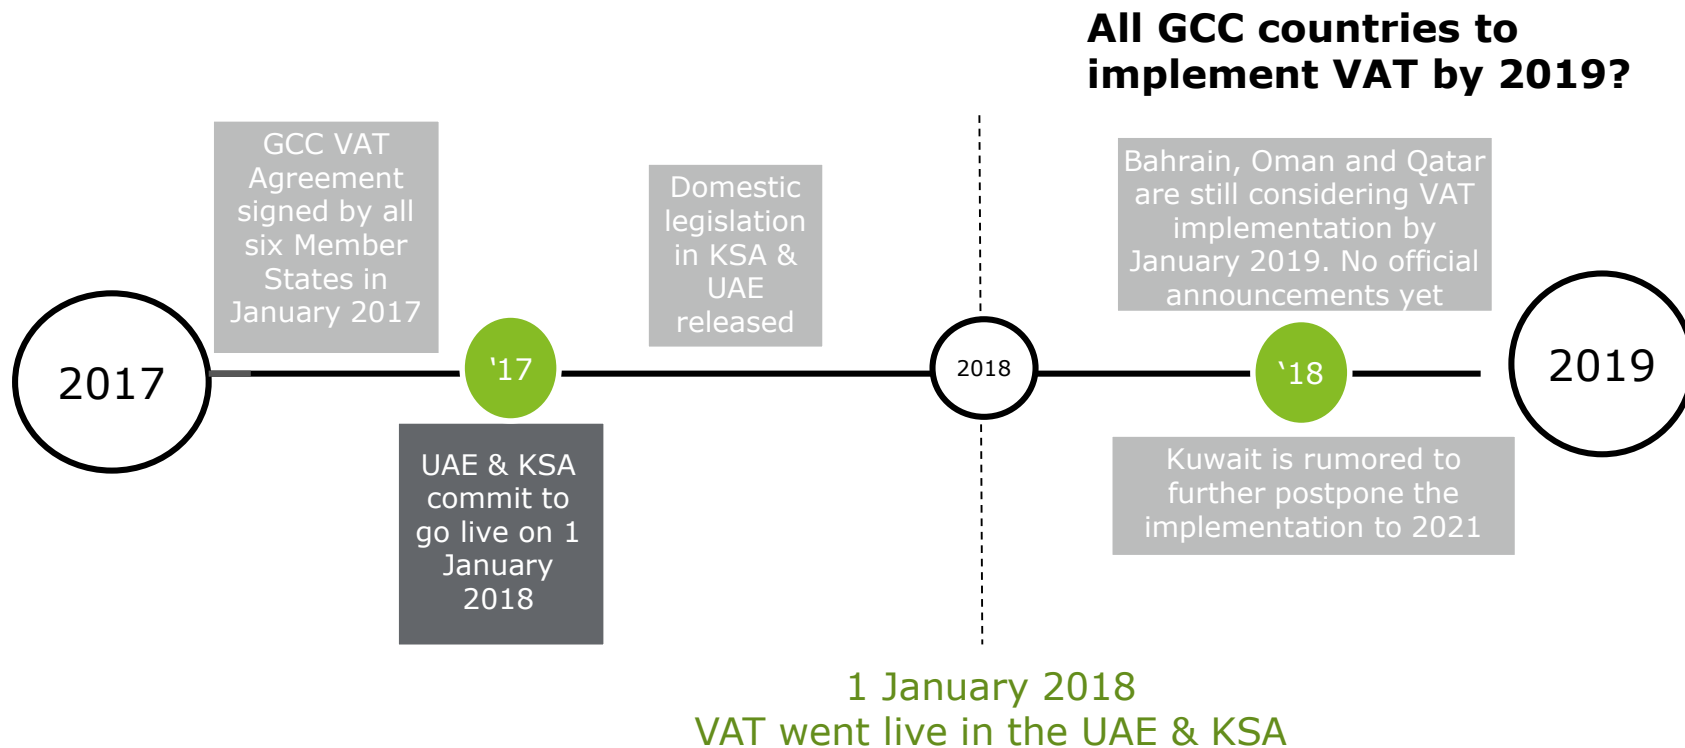 All GCC countries to
implement VAT by 2019?
GCC VAT
Agreement
signed by all
six Member
States in
January 2017
Domestic
legislation
in KSA &
UAE
released
Bahrain, Oman and Qatar
are still considering VAT
implementation by
January 2019. No official
announcements yet
2017
‘17
2018
‘18
2019
UAE & KSA
commit to
go live on 1
January
2018
Kuwait is rumored to
further postpone the
implementation to 2021
1 January 2018
VAT went live in the UAE & KSA